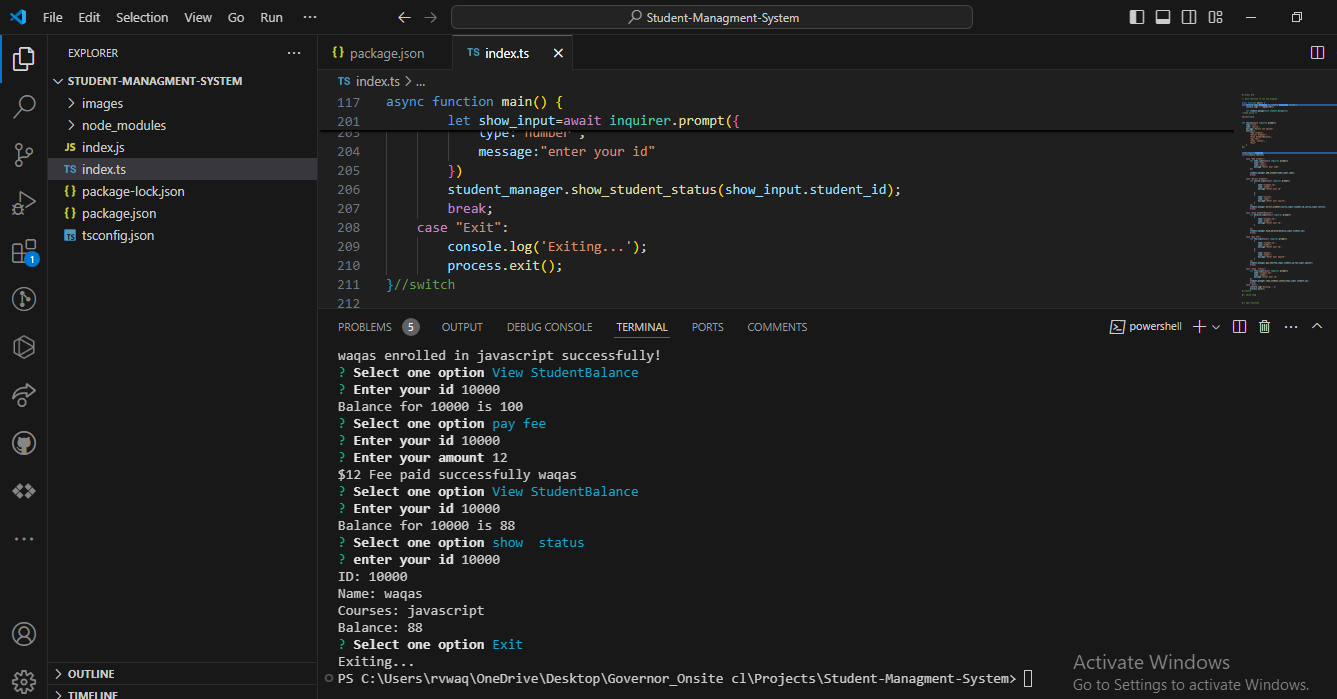 File Edit Selection View Go Run ···
Student-Managment-System
EXPLORER
STUDENT-MANAGMENT-SYSTEM
images
node_modules
JS index.js
TS index.ts
{} package-lock.json
{} package.json
TS tsconfig.json
1
OUTLINE
TIMELINE
{} package.json
TS index.ts
TS index.ts > ...
117 async function main() {
201 let show_input=await inquirer.prompt({
203 type:"number",
204 message:"enter your id"
205 })
206 student_manager.show_student_status(show_input.student_id);
207 break;
208 case "Exit":
209 console.log('Exiting...');
210 process.exit();
211 }//switch
212
PROBLEMS 5 OUTPUT DEBUG CONSOLE TERMINAL PORTS COMMENTS
powershell
waqas enrolled in javascript successfully!
? Select one option View StudentBalance
? Enter your id 10000
Balance for 10000 is 100
? Select one option pay fee
? Enter your id 10000
? Enter your amount 12
$12 Fee paid successfully waqas
? Select one option View StudentBalance
? Enter your id 10000
Balance for 10000 is 88
? Select one option show  status
? enter your id 10000
ID: 10000
Name: waqas
Courses: javascript
Balance: 88
? Select one option Exit
Exiting...
PS C:\Users\rvwaq\OneDrive\Desktop\Governor_Onsite cl\Projects\Student-Managment-System>
Activate Windows
Go to Settings to activate Windows.